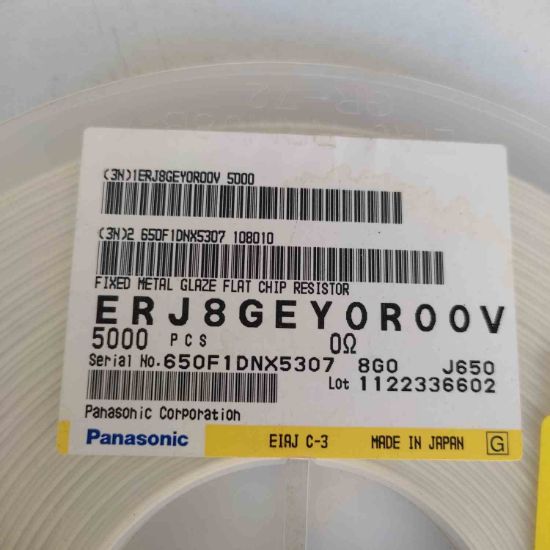 (3N)1ERJ8GEY0R00V 5000
(3N)2 650F1DNX5307 108010
FIXED METAL GLAZE FLAT CHIP RESISTOR
ERJ8GEY0R00V
5000 PCS 0Ω
Serial No.650F1DNX5307 8G0 J650
Lot 1122336602
Panasonic Corporation
Panasonic EIAJ C-3 MADE IN JAPAN G